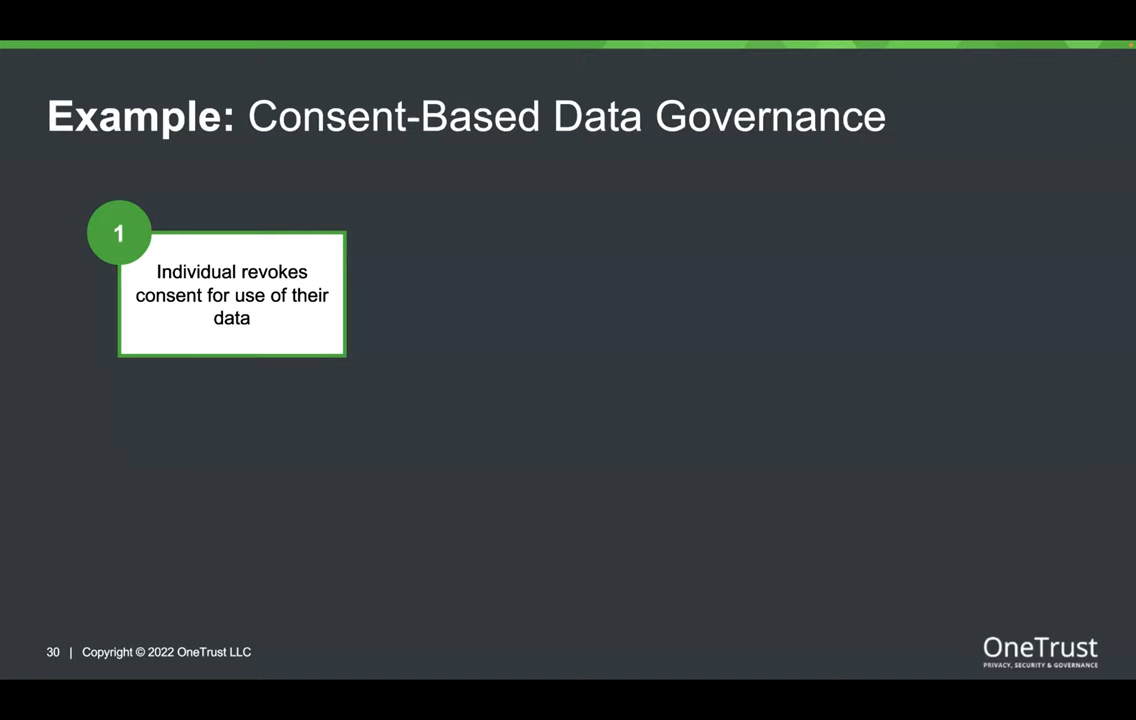 Example: Consent-Based Data Governance
1
Individual revokes
consent for use of their
data
30 | Copyright © 2022 OneTrust LLC
OneTrust
PRIVACY, SECURITY & GOVERNANCE